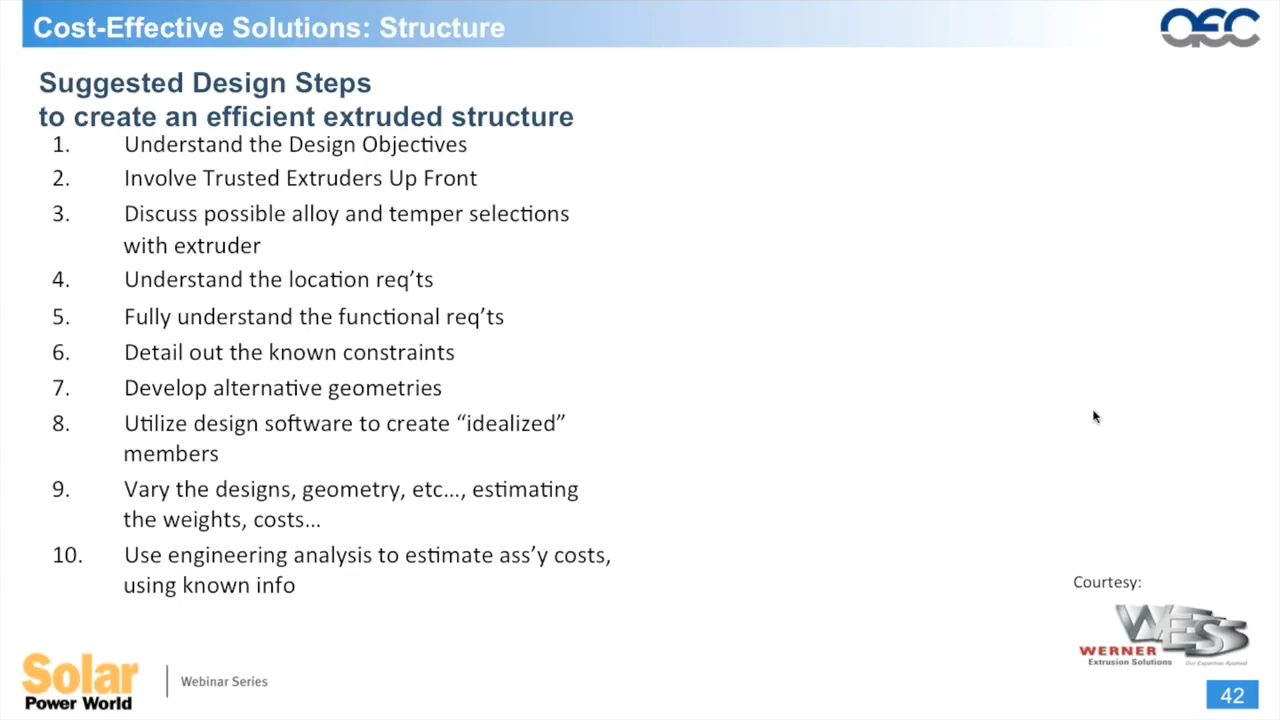 Cost-Effective Solutions: Structure
AEC
Suggested Design Steps
to create an efficient extruded structure
1. Understand the Design Objectives
2. Involve Trusted Extruders Up Front
3. Discuss possible alloy and temper selections
with extruder
4. Understand the location req’ts
5. Fully understand the functional req’ts
6. Detail out the known constraints
7. Develop alternative geometries
8. Utilize design software to create “idealized”
members
9. Vary the designs, geometry, etc…, estimating
the weights, costs…
10. Use engineering analysis to estimate ass’y costs,
using known info
Courtesy:
WESS
WERNER
Extrusion Solutions Our Expertise Applied
Solar
Power World
Webinar Series
42